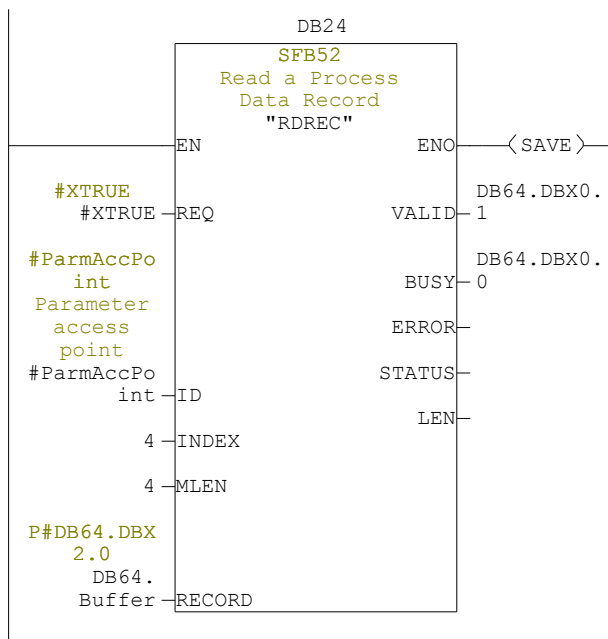 DB24
SFB52
Read a Process
Data Record
"RDREC"
EN
ENO
SAVE
#XTRUE
#XTRUE
REQ
VALID
DB64.DBX0.
1
#ParmAccPo
int
Parameter
access
point
#ParmAccPo
int
ID
BUSY
DB64.DBX0.
0
ERROR
STATUS
LEN
4
INDEX
4
MLEN
P#DB64.DBX
2.0
DB64.
Buffer
RECORD